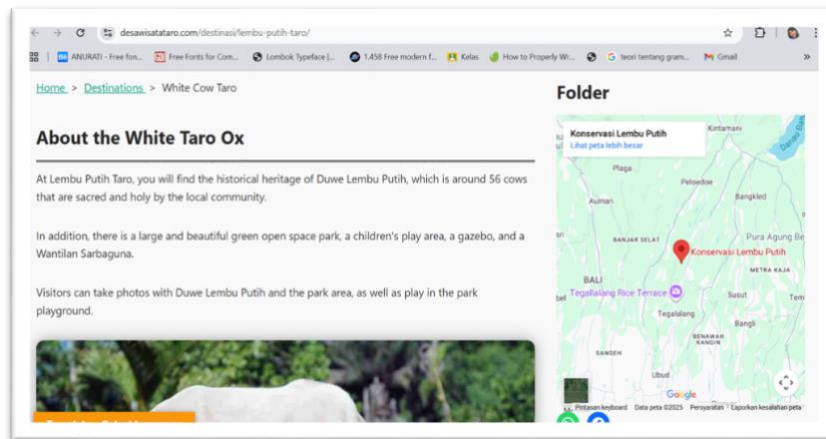 desawisatataro.com/destinasi/lembu-putih-taro/
ANURATI - Free fon...
Free Fonts for Com...
Lombok Typeface |...
1,458 Free modern f...
Kelas
How to Properly Wr...
teori tentang gram...
Gmail
»
Home > Destinations > White Cow Taro
About the White Taro Ox
At Lembu Putih Taro, you will find the historical heritage of Duwe Lembu Putih, which is around 56 cows
that are sacred and holy by the local community.
In addition, there is a large and beautiful green open space park, a children's play area, a gazebo, and a
Wantilan Sarbaguna.
Visitors can take photos with Duwe Lembu Putih and the park area, as well as play in the park
playground.
Folder
Konservasi Lembu Putih
Lihat peta lebih besar
Kintamani
Danau
Plaga
Peloedoe
Auman
Bangkled
BANJAR SELAT
Pura Agung Be
Konservasi Lembu Putih
METRA KAJA
BALI
Tegallalang Rice Terrace
Susut
Tem
Tegalalang
Bangli
BENAWAH
KANGIN
SANGEH
Ubud
Google
Pintasan keyboard
Data peta ©2025
Persyaratan
Laporkan kesalahan peta